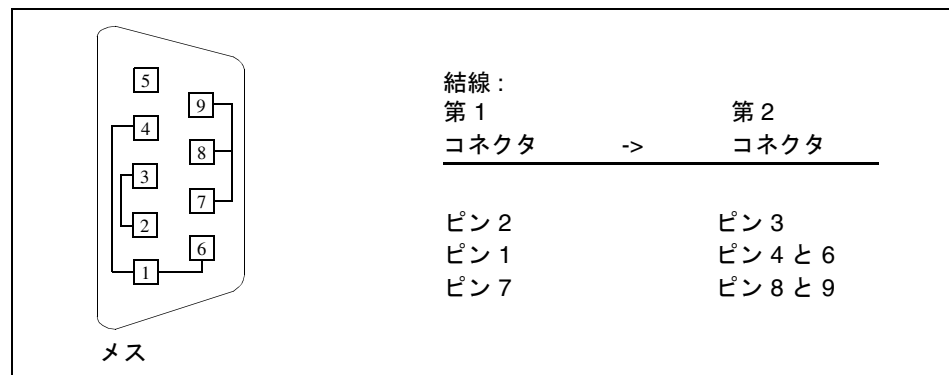 5
9
4
8
3
7
2
6
1
メス
結線 :
第 1 第 2
コネクタ -> コネクタ
ピン 2 ピン 3
ピン 1 ピン 4 と 6
ピン 7 ピン 8 と 9